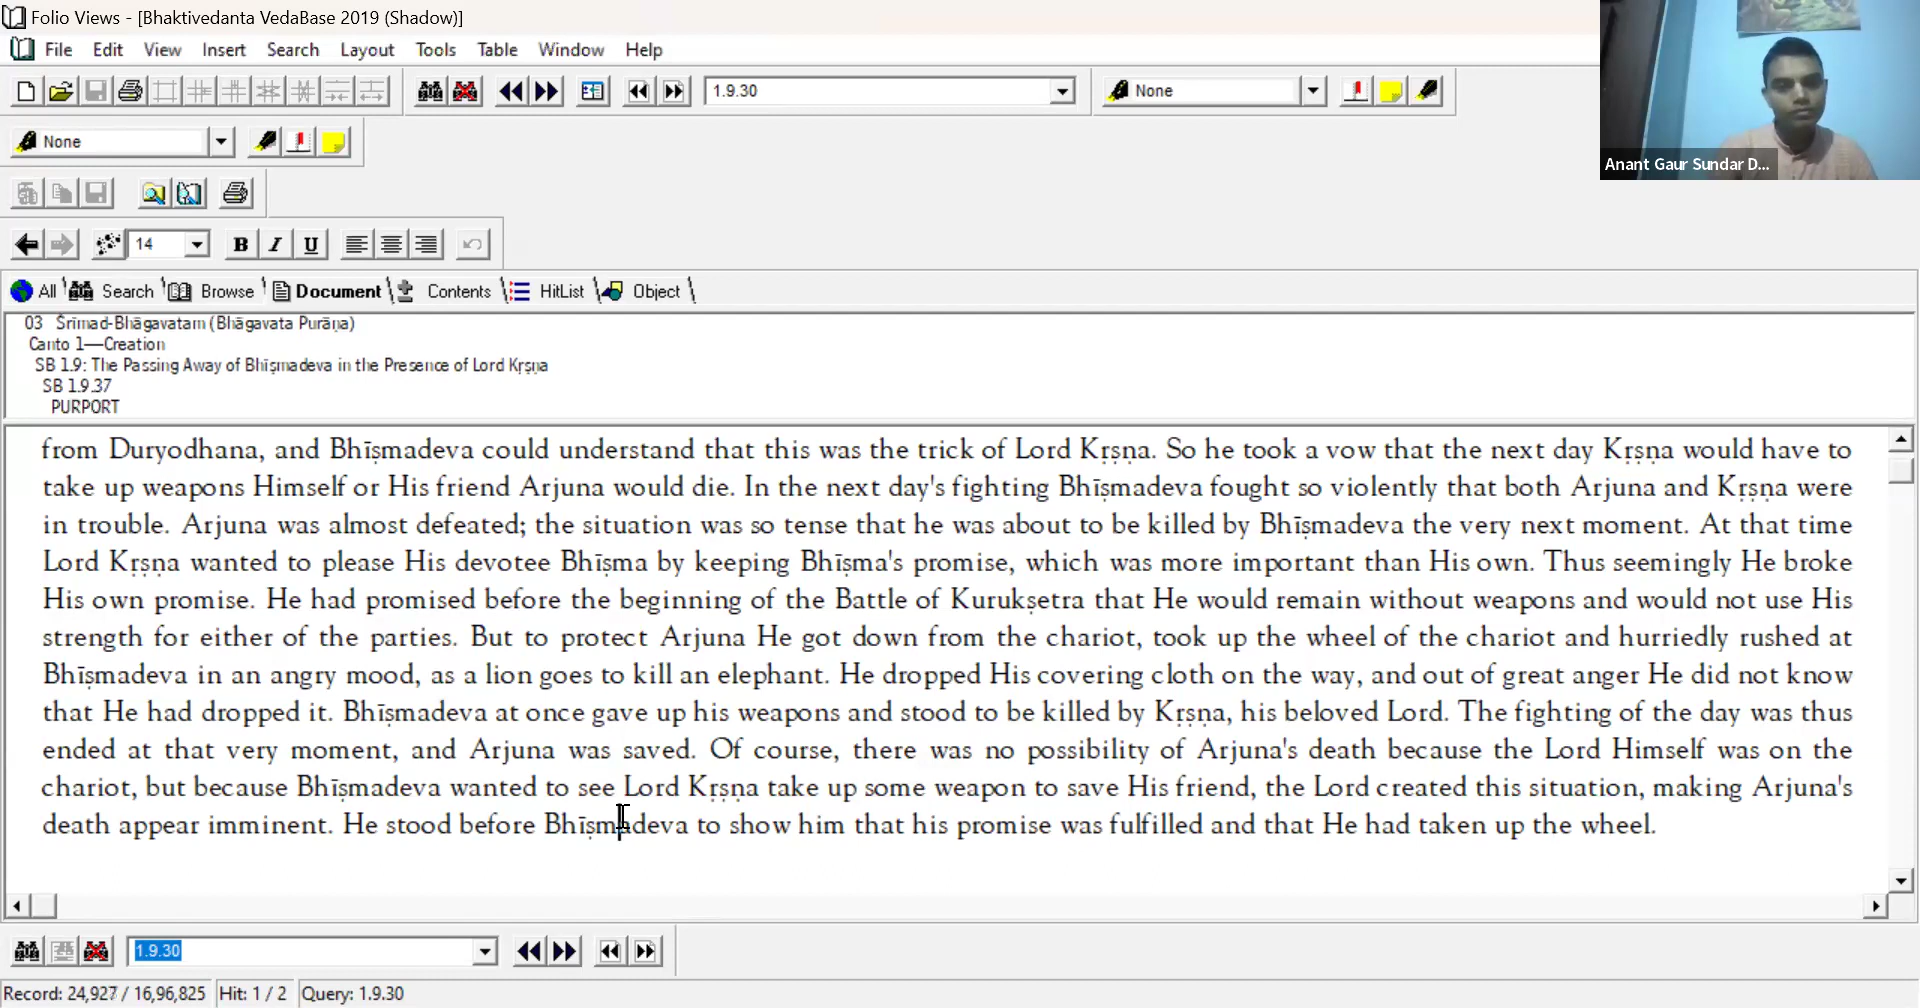 Folio Views - [Bhaktivedanta VedaBase 2019 (Shadow)]
File Edit View Insert Search Layout Tools Table Window Help
1.9.30 None
None
14 B I U
All Search Browse Document Contents HitList Object
03 Śrīmad-Bhāgavatam (Bhāgavata Purāṇa)
Canto 1—Creation
SB 1.9: The Passing Away of Bhīṣmadeva in the Presence of Lord Kṛṣṇa
SB 1.9.37
PURPORT
from Duryodhana, and Bhīṣmadeva could understand that this was the trick of Lord Kṛṣṇa. So he took a vow that the next day Kṛṣṇa would have to
take up weapons Himself or His friend Arjuna would die. In the next day's fighting Bhīṣmadeva fought so violently that both Arjuna and Kṛṣṇa were
in trouble. Arjuna was almost defeated; the situation was so tense that he was about to be killed by Bhīṣmadeva the very next moment. At that time
Lord Kṛṣṇa wanted to please His devotee Bhīṣma by keeping Bhīṣma's promise, which was more important than His own. Thus seemingly He broke
His own promise. He had promised before the beginning of the Battle of Kurukṣetra that He would remain without weapons and would not use His
strength for either of the parties. But to protect Arjuna He got down from the chariot, took up the wheel of the chariot and hurriedly rushed at
Bhīṣmadeva in an angry mood, as a lion goes to kill an elephant. He dropped His covering cloth on the way, and out of great anger He did not know
that He had dropped it. Bhīṣmadeva at once gave up his weapons and stood to be killed by Kṛṣṇa, his beloved Lord. The fighting of the day was thus
ended at that very moment, and Arjuna was saved. Of course, there was no possibility of Arjuna's death because the Lord Himself was on the
chariot, but because Bhīṣmadeva wanted to see Lord Kṛṣṇa take up some weapon to save His friend, the Lord created this situation, making Arjuna's
death appear imminent. He stood before Bhīṣmadeva to show him that his promise was fulfilled and that He had taken up the wheel.
1.9.30
Record: 24,927 / 16,96,825 Hit: 1 / 2 Query: 1.9.30
Anant Gaur Sundar D...